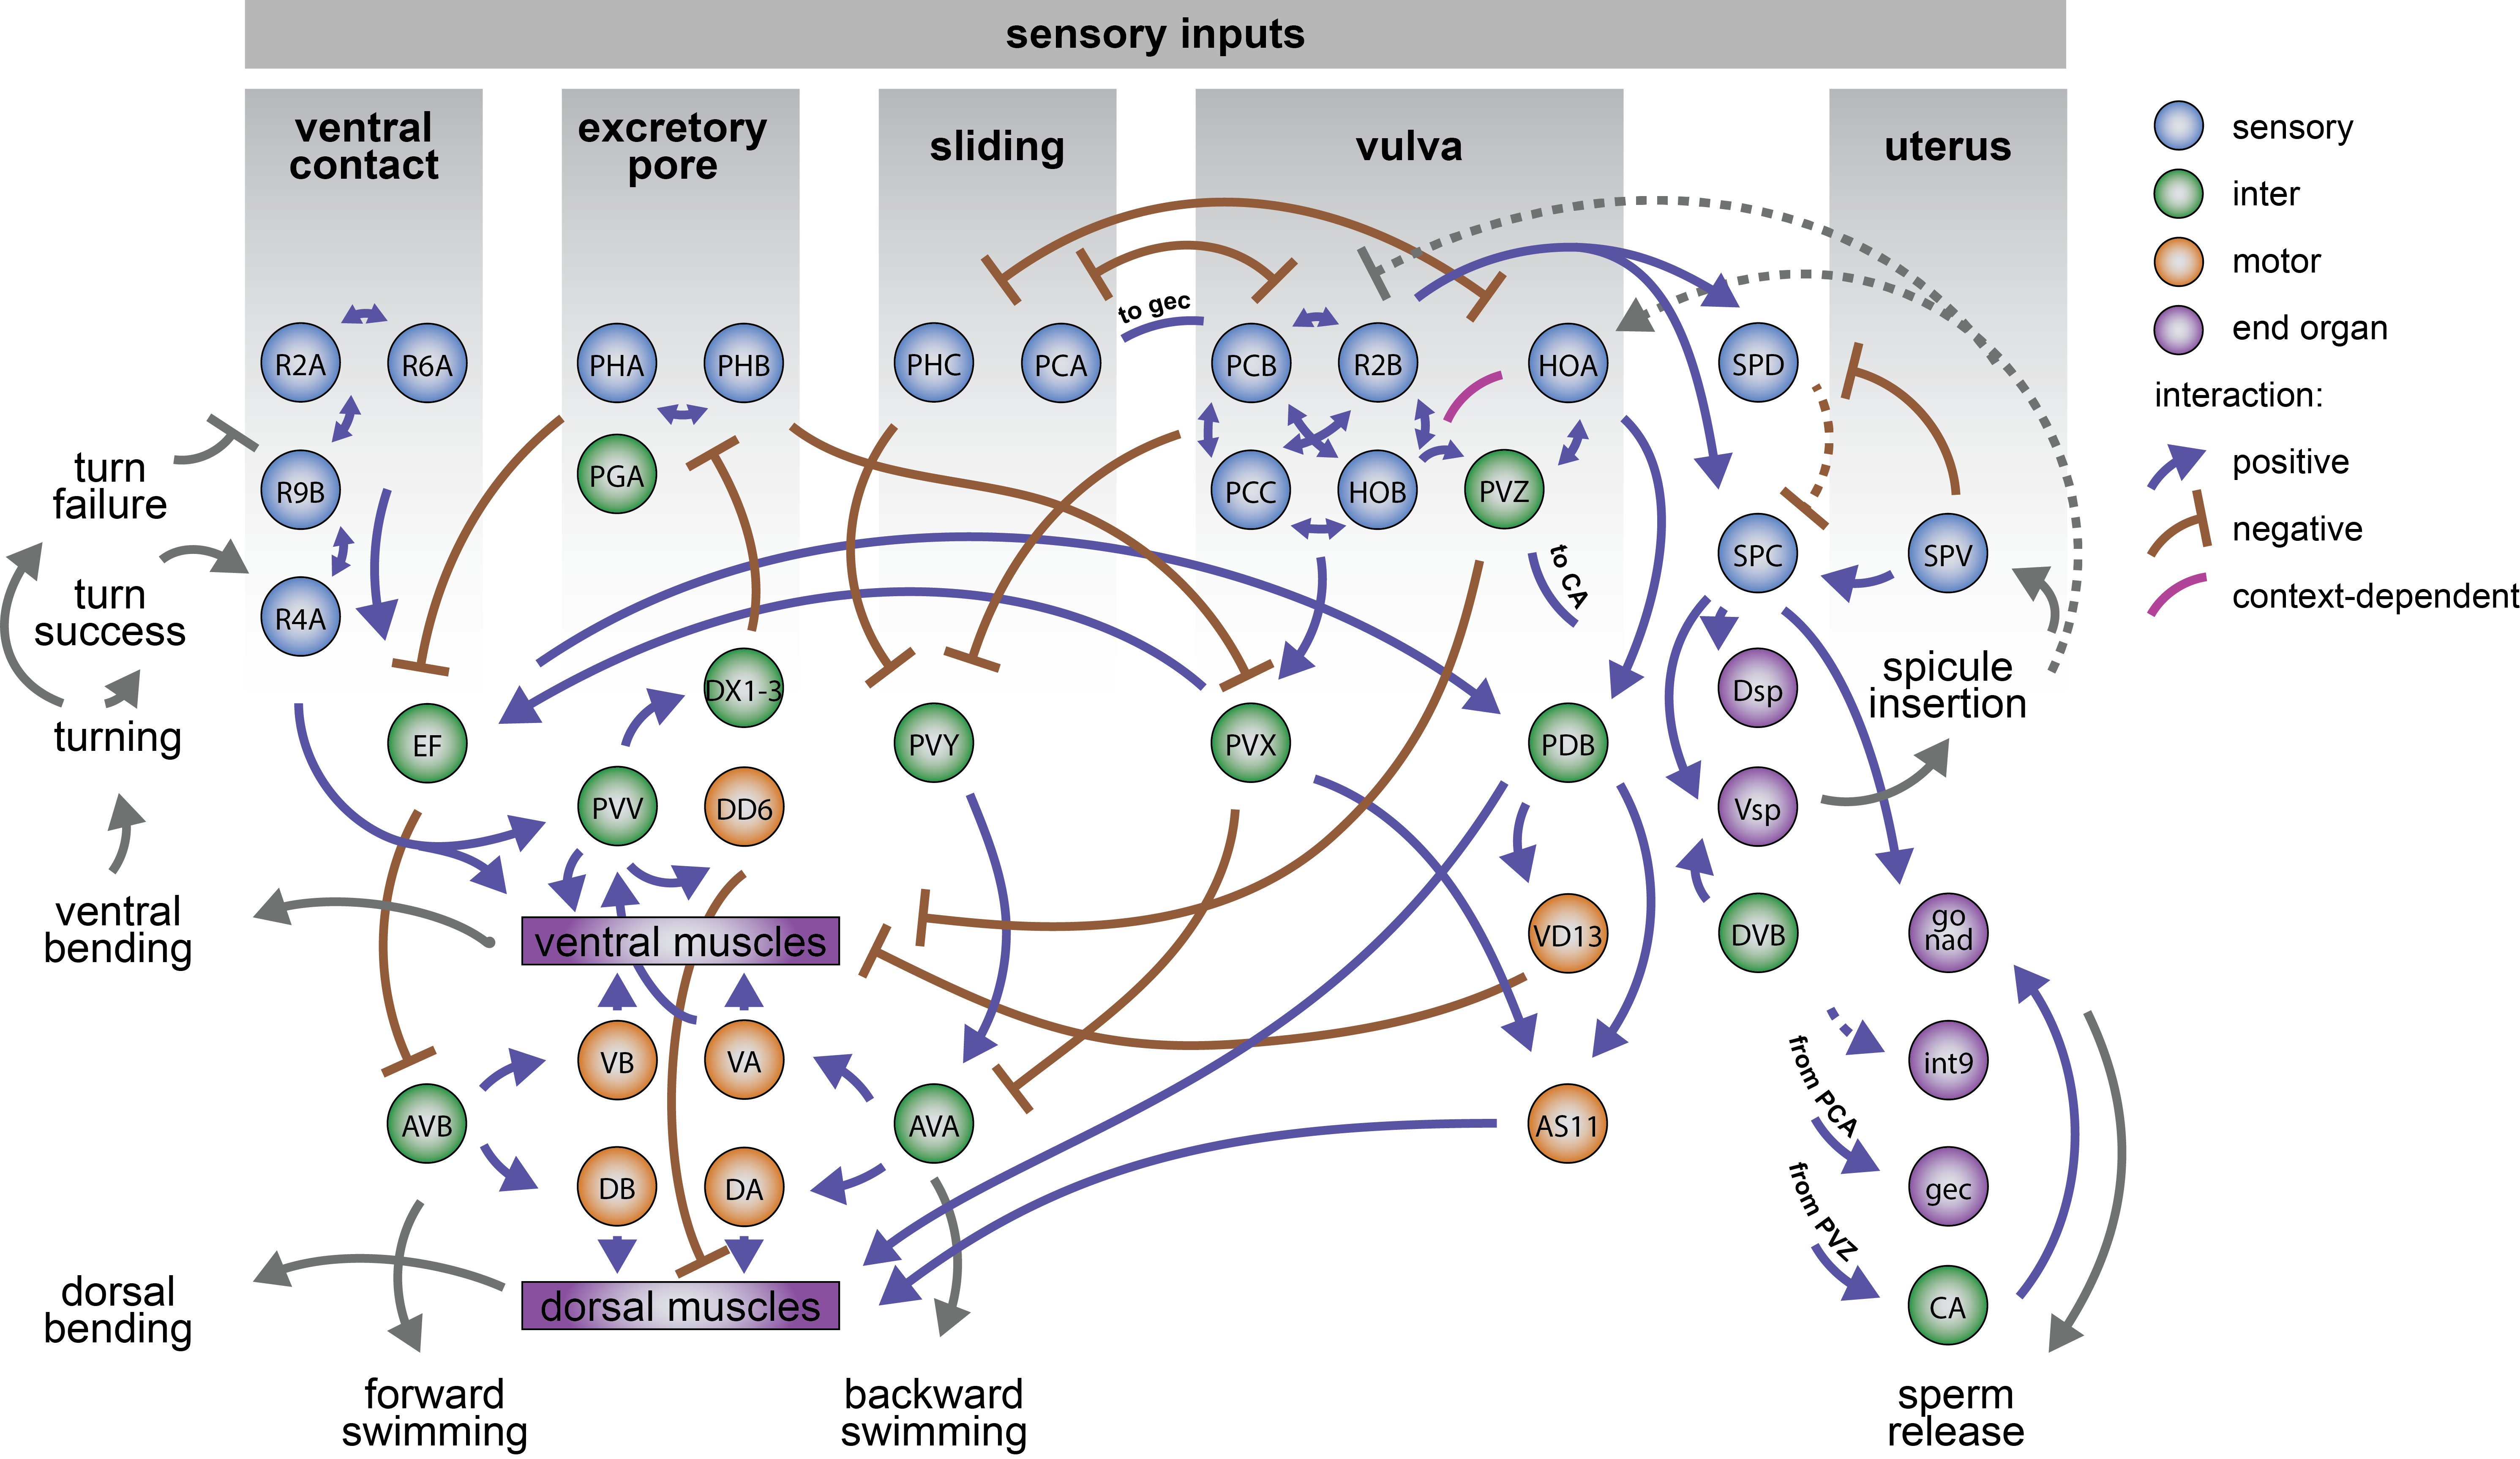 sensory inputs
ventral
contact
excretory
pore
sliding
vulva
uterus
sensory
inter
motor
end organ
interaction:
positive
negative
context-dependent
to gec
R2A
R6A
PHA
PHB
PHC
PCA
PCB
R2B
HOA
SPD
PGA
R9B
PCC
HOB
PVZ
turn
failure
to CA
SPC
SPV
turn
success
R4A
DX1-3
Dsp
spicule
insertion
turning
EF
PVY
PVX
PDB
PVV
DD6
Vsp
ventral
bending
ventral muscles
VD13
DVB
go
nad
VB
VA
int9
from PCA
AVB
AVA
AS11
DB
DA
gec
from PVZ
dorsal
bending
dorsal muscles
CA
forward
swimming
backward
swimming
sperm
release